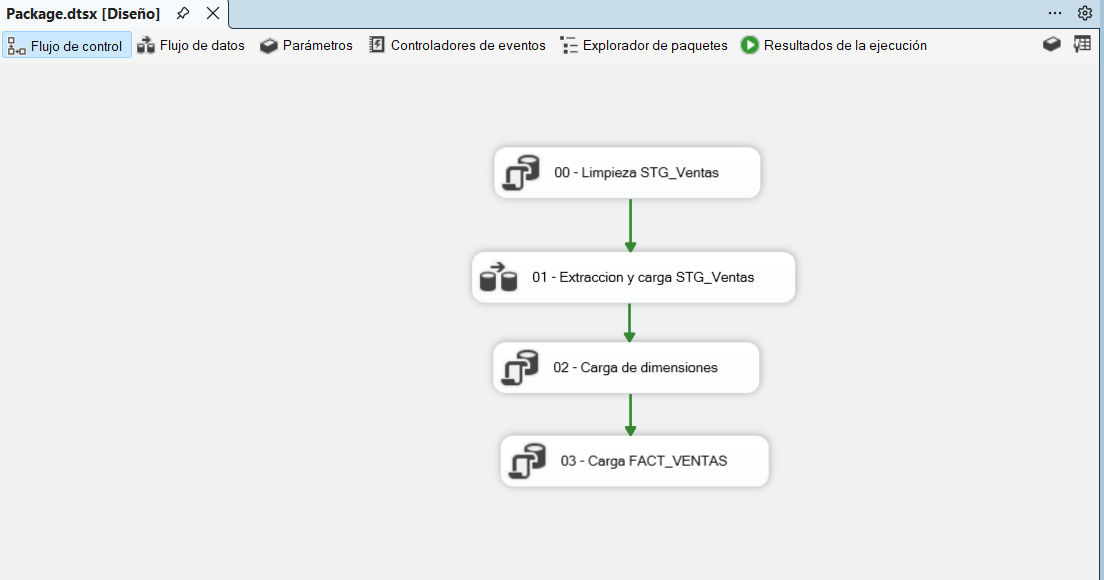 Package.dtsx [Diseño]
Flujo de control Flujo de datos Parámetros Controladores de eventos Explorador de paquetes Resultados de la ejecución
00 - Limpieza STG_Ventas
01 - Extraccion y carga STG_Ventas
02 - Carga de dimensiones
03 - Carga FACT_VENTAS